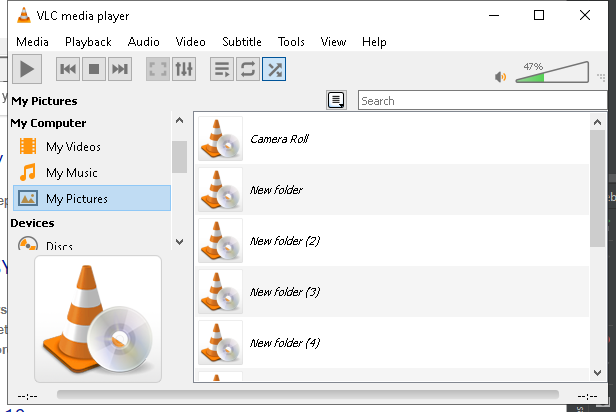 VLC media player
Media Playback Audio Video Subtitle Tools View Help
47%
My Pictures
Search
My Computer
My Videos
My Music
My Pictures
Devices
Discs
Camera Roll
New folder
New folder (2)
New folder (3)
New folder (4)
--:--
--:--